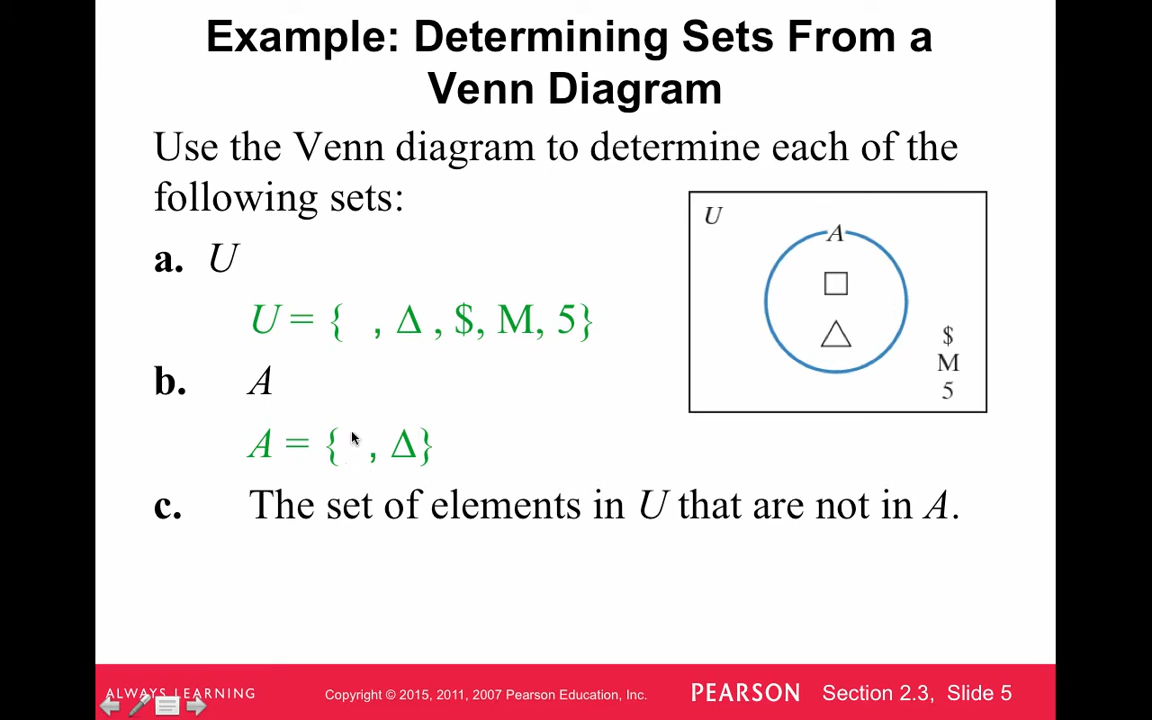 Example: Determining Sets From a
Venn Diagram
Use the Venn diagram to determine each of the
following sets:
a. U
U = { , Δ , $, M, 5}
b. A
A = { , Δ}
c. The set of elements in U that are not in A.
U
A
$
M
5
ALWAYS LEARNING
Copyright © 2015, 2011, 2007 Pearson Education, Inc.
PEARSON
Section 2.3, Slide 5